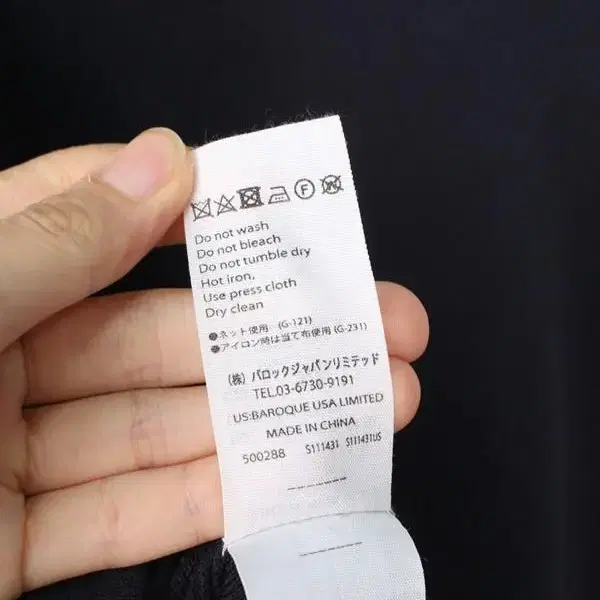 F W
Do not wash
Do not bleach
Do not tumble dry
Hot iron,
Use press cloth
Dry clean
●ネット使用 (G-121)
●アイロン時は当て布使用 (G-231)
(株) バロックジャパンリミテッド
TEL.03-6730-9191
US:BAROQUE USA LIMITED
MADE IN CHINA
500288 S111431 S111431US